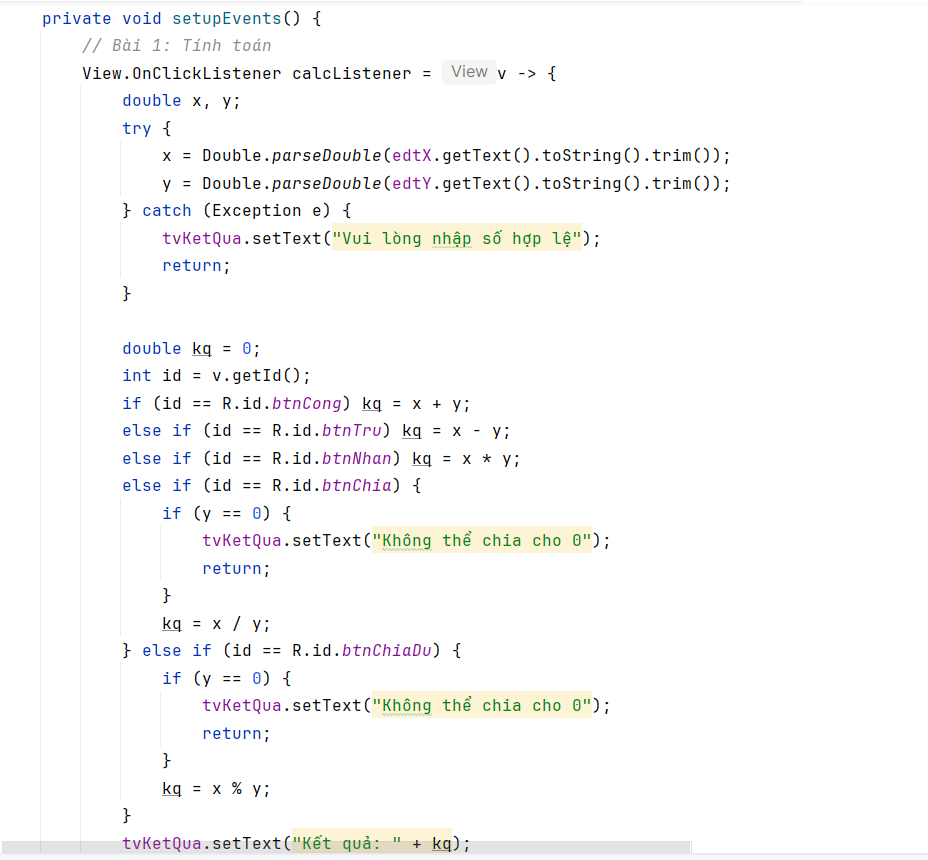 private void setupEvents() {
// Bài 1: Tính toán
View.OnClickListener calcListener = View v -> {
double x, y;
try {
x = Double.parseDouble(edtX.getText().toString().trim());
y = Double.parseDouble(edtY.getText().toString().trim());
} catch (Exception e) {
tvKetQua.setText("Vui lòng nhập số hợp lệ");
return;
}
double kq = 0;
int id = v.getId();
if (id == R.id.btnCong) kq = x + y;
else if (id == R.id.btnTru) kq = x - y;
else if (id == R.id.btnNhan) kq = x * y;
else if (id == R.id.btnChia) {
if (y == 0) {
tvKetQua.setText("Không thể chia cho 0");
return;
}
kq = x / y;
} else if (id == R.id.btnChiaDu) {
if (y == 0) {
tvKetQua.setText("Không thể chia cho 0");
return;
}
kq = x % y;
}
tvKetQua.setText("Kết quả: " + kq);